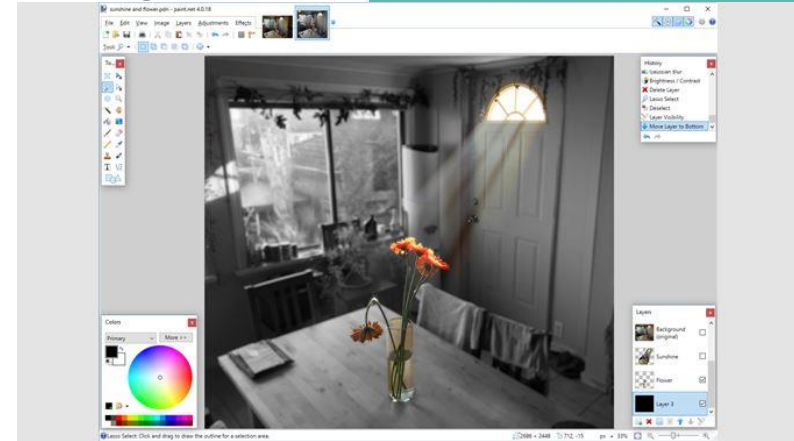 sunshine and flower.pdn - paint.net 4.0.18
File Edit View Image Layers Adjustments Effects
Tool
To...
History
Gaussian Blur
Brightness / Contrast
Delete Layer
Lasso Select
Deselect
Layer Visibility
Move Layer to Bottom
Colors
Primary
More >>
Layers
Background
(original)
Sunshine
Flower
Layer 3
Lasso Select: Click and drag to draw the outline for a selection area.
2686 × 2448
712, -15
px
33%